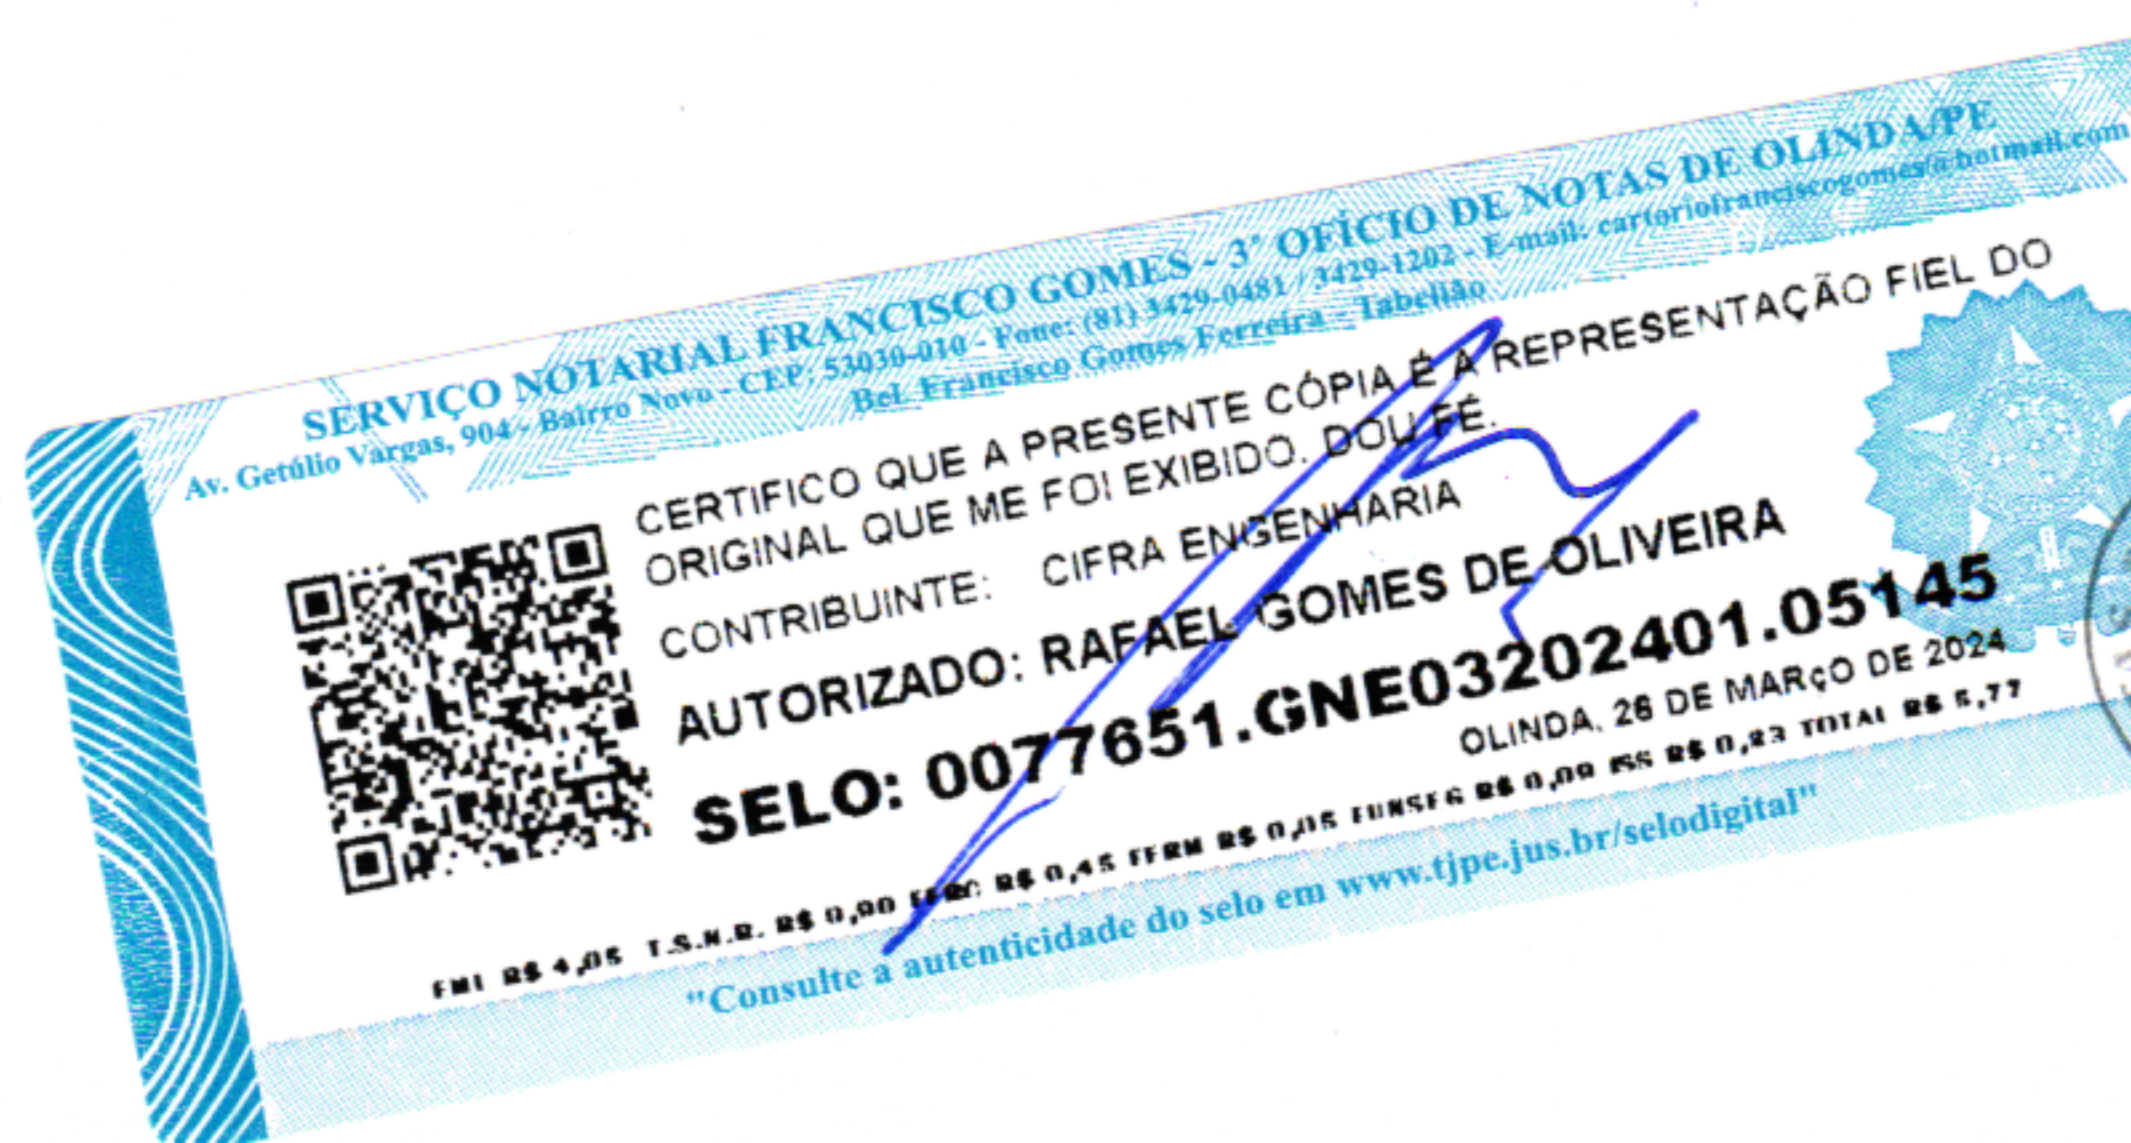 SERVIÇO NOTARIAL FRANCISCO GOMES - 3° OFÍCIO DE NOTAS DE OLINDA/PE
Av. Getúlio Vargas, 904 - Bairro Novo - CEP: 53030-010 - Fone: (81) 3429-0481 / 3429-1202 - E-mail: cartoriofranciscogomes@hotmail.com
Bel. Francisco Gomes Ferreira - Tabelião
CERTIFICO QUE A PRESENTE CÓPIA É A REPRESENTAÇÃO FIEL DO
ORIGINAL QUE ME FOI EXIBIDO. DOU FÉ.
CONTRIBUINTE: CIFRA ENGENHARIA
AUTORIZADO: RAFAEL GOMES DE OLIVEIRA
SELO: 0077651.GNE03202401.05145
OLINDA, 26 DE MARçO DE 2024
EML R$ 4,05 T.S.N.R. R$ 0,90 FERC R$ 0,45 FERM R$ 0,05 FUNSEG R$ 0,09 ISS R$ 0,23 TOTAL R$ 5,77
"Consulte a autenticidade do selo em www.tjpe.jus.br/selodigital"